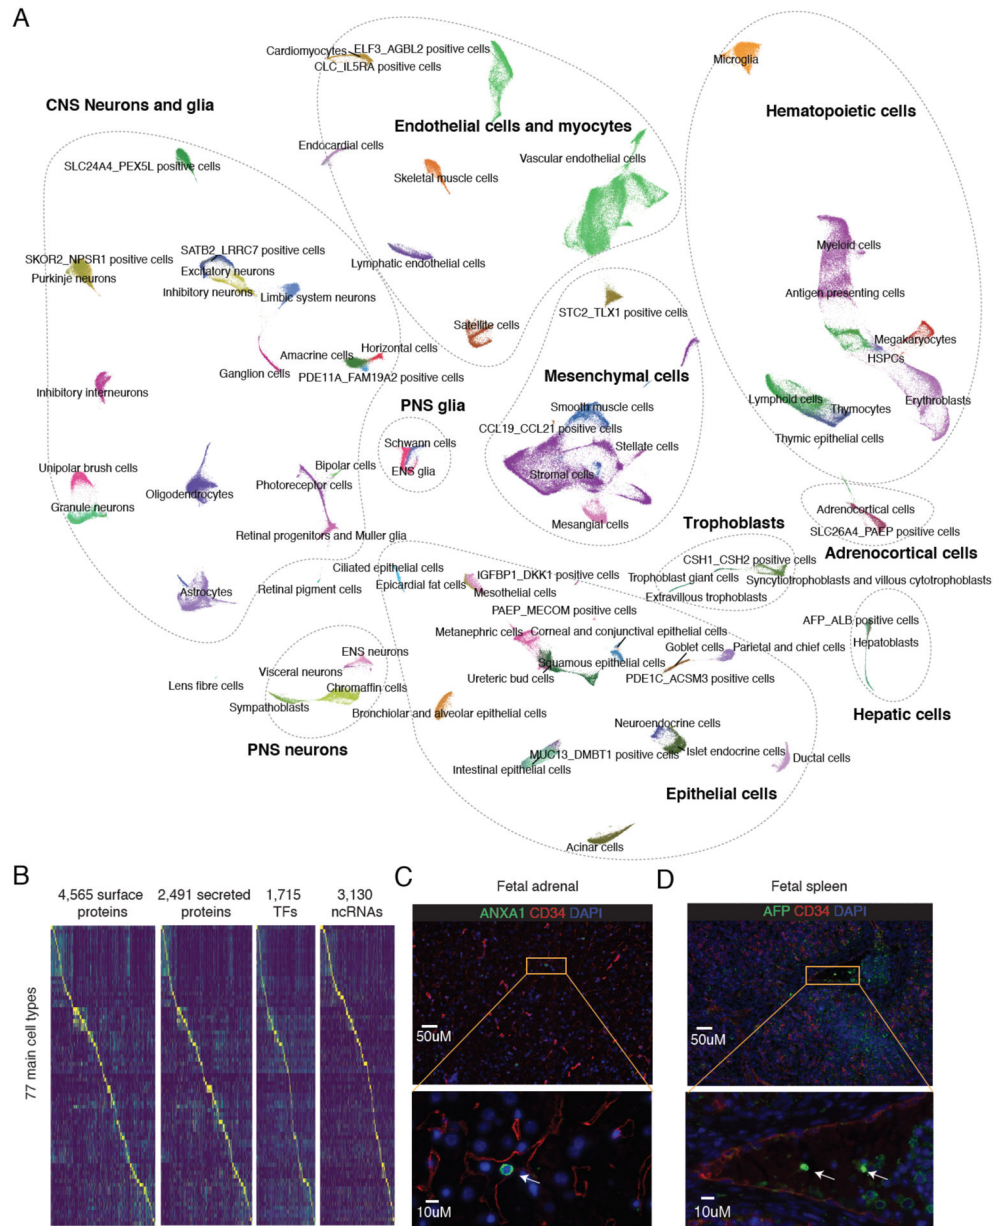 A
Cardiomyocytes
ELF3_AGBL2 positive cells
CLC_IL5RA positive cells
Microglia
CNS Neurons and glia
Hematopoietic cells
Endothelial cells and myocytes
Endocardial cells
Vascular endothelial cells
SLC24A4_PEX5L positive cells
Skeletal muscle cells
Myeloid cells
SATB2_LRRC7 positive cells
SKOR2_NPSR1 positive cells
Excitatory neurons
Lymphatic endothelial cells
Purkinje neurons
Inhibitory neurons
Limbic system neurons
Antigen presenting cells
STC2_TLX1 positive cells
Satellite cells
Megakaryocytes
Amacrine cells
Horizontal cells
HSPCs
Ganglion cells
PDE11A_FAM19A2 positive cells
Mesenchymal cells
Inhibitory interneurons
Lymphoid cells
Erythroblasts
PNS glia
Smooth muscle cells
Thymocytes
CCL19_CCL21 positive cells
Schwann cells
Stellate cells
Thymic epithelial cells
Unipolar brush cells
Bipolar cells
ENS glia
Stromal cells
Photoreceptor cells
Oligodendrocytes
Granule neurons
Mesangial cells
Adrenocortical cells
Retinal progenitors and Muller glia
Trophoblasts
SLC26A4_PAEP positive cells
Adrenocortical cells
CSH1_CSH2 positive cells
Ciliated epithelial cells
IGFBP1_DKK1 positive cells
Trophoblast giant cells
Syncytiotrophoblasts and villous cytotrophoblasts
Astrocytes
Retinal pigment cells
Epicardial fat cells
Mesothelial cells
Extravillous trophoblasts
PAEP_MECOM positive cells
AFP_ALB positive cells
Metanephric cells
Corneal and conjunctival epithelial cells
Hepatoblasts
ENS neurons
Goblet cells
Parietal and chief cells
Visceral neurons
Squamous epithelial cells
Lens fibre cells
Ureteric bud cells
PDE1C_ACSM3 positive cells
Chromaffin cells
Sympathoblasts
Bronchiolar and alveolar epithelial cells
Hepatic cells
Neuroendocrine cells
PNS neurons
MUC13_DMBT1 positive cells
Islet endocrine cells
Ductal cells
Intestinal epithelial cells
Epithelial cells
Acinar cells
B
4,565 surface
proteins
2,491 secreted
proteins
1,715
TFs
3,130
ncRNAs
77 main cell types
C
Fetal adrenal
ANXA1 CD34 DAPI
50uM
10uM
D
Fetal spleen
AFP CD34 DAPI
50uM
10uM